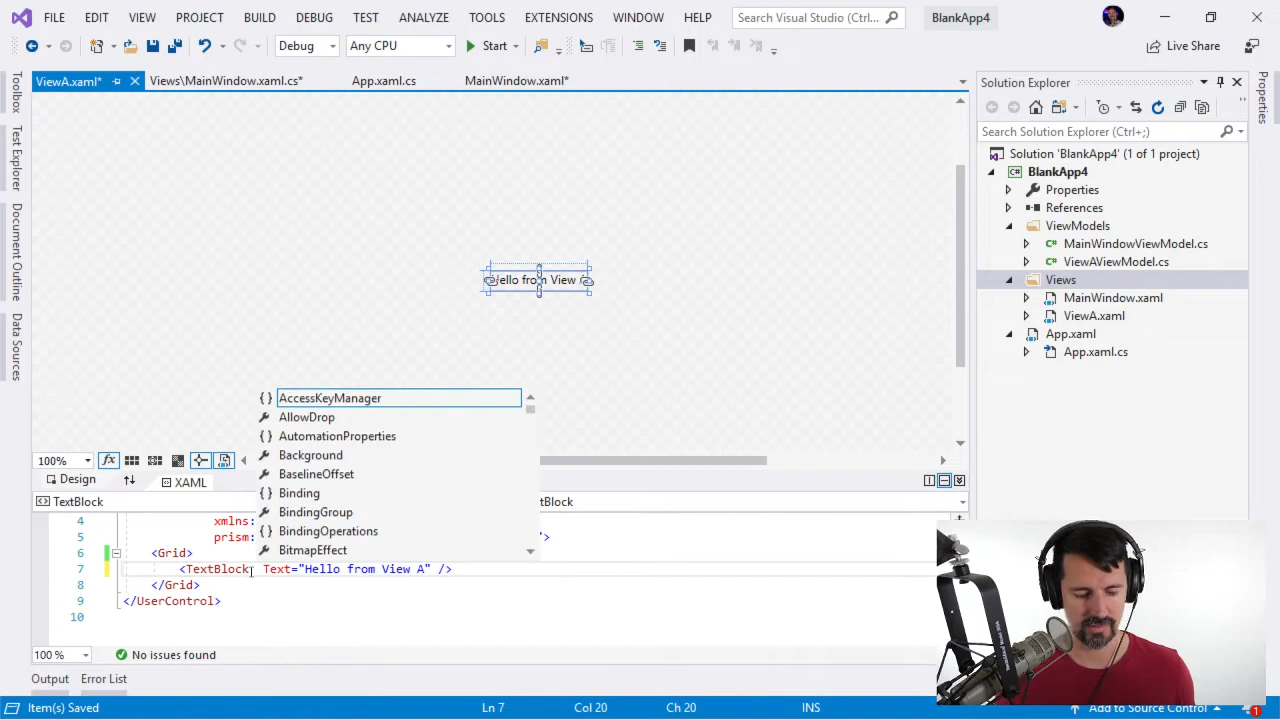 FILE EDIT VIEW GIT PROJECT BUILD DEBUG TEST ANALYZE TOOLS EXTENSIONS WINDOW HELP Search Visual Studio (Ctrl+... BlankApp4
Debug Any CPU Start Live Share
ViewA.xaml* Views\MainWindow.xaml.cs* App.xaml.cs MainWindow.xaml*
Toolbox
Test Explorer
Document Outline
Data Sources
Hello from View
AccessKeyManager
AllowDrop
AutomationProperties
Background
BaselineOffset
Binding
BindingGroup
BindingOperations
BitmapEffect
100% fx
Design XAML
TextBlock
4 xmlns:
5 prism: ">
6 <Grid>
7 <TextBlock Text="Hello from View A" />
8 </Grid>
9 </UserControl>
10
100 % No issues found
Output Error List
Item(s) Saved Ln 7 Col 20 Ch 20 INS Add to Source Control 1
Solution Explorer
Search Solution Explorer (Ctrl+;)
Solution 'BlankApp4' (1 of 1 project)
BlankApp4
Properties
References
ViewModels
MainWindowViewModel.cs
ViewAViewModel.cs
Views
MainWindow.xaml
ViewA.xaml
App.xaml
App.xaml.cs
Properties